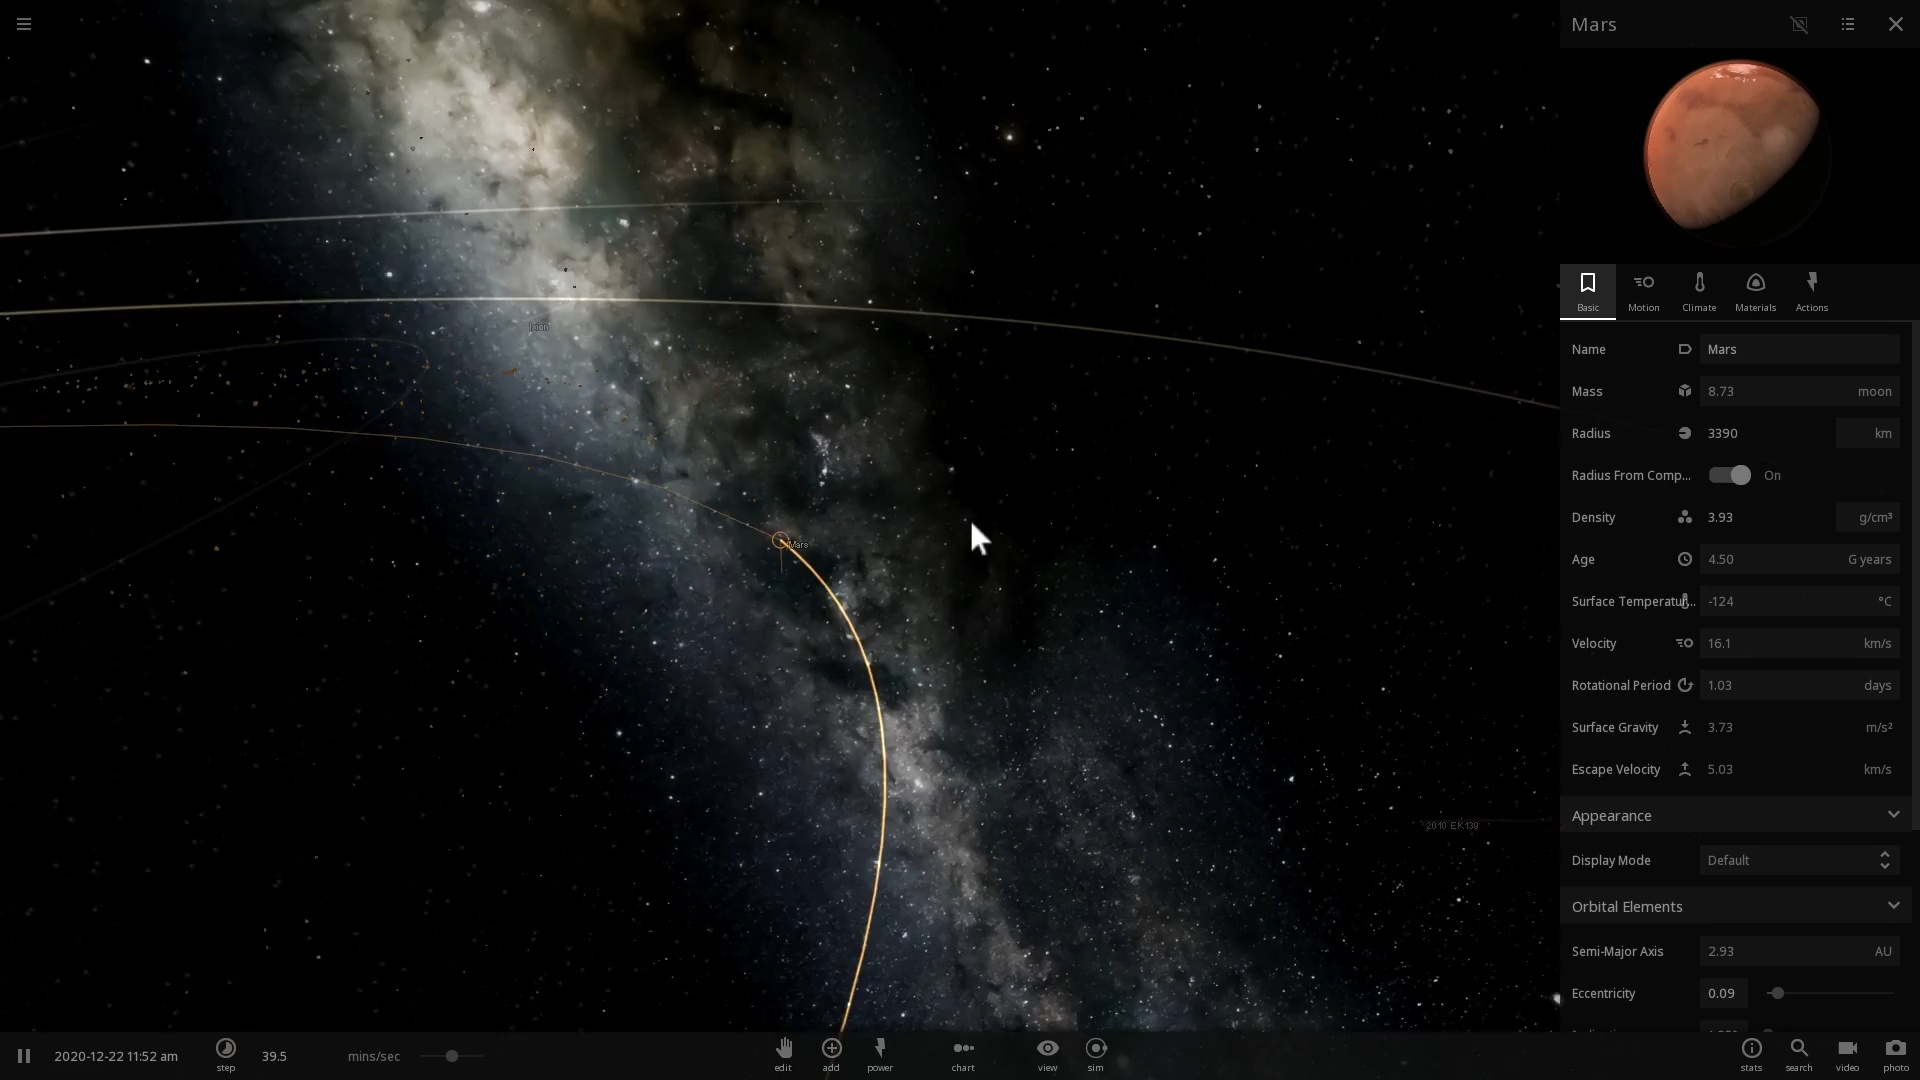 Mars
Basic
Motion
Climate
Materials
Actions
Name
Mars
Mass
8.73
moon
Radius
3390
km
Radius From Comp...
On
Density
3.93
g/cm³
Age
4.50
G years
Surface Temperatur...
-124
°C
Velocity
16.1
km/s
Rotational Period
1.03
days
Surface Gravity
3.73
m/s²
Escape Velocity
5.03
km/s
Appearance
Display Mode
Default
Orbital Elements
Semi-Major Axis
2.93
AU
Eccentricity
0.09
Ixion
Mars
2010 EK139
2020-12-22 11:52 am
step
39.5
mins/sec
edit
add
power
chart
view
sim
stats
search
video
photo